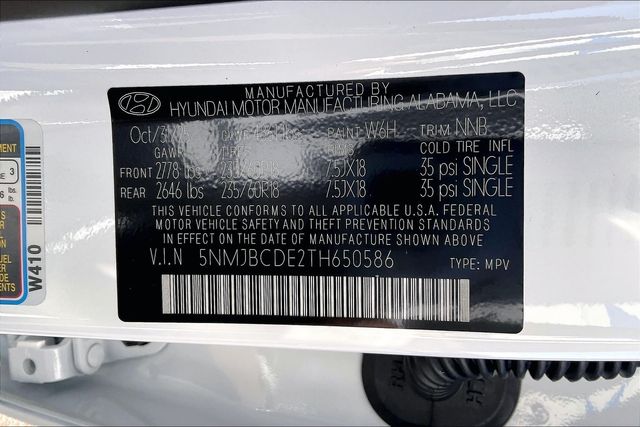 MANUFACTURED BY
HYUNDAI MOTOR MANUFACTURING ALABAMA, LLC
PAINT W6H TRIM NNB
COLD TIRE INFL
FRONT 2778 lbs 7.5JX18 35 psi SINGLE
REAR 2646 lbs 235/60R18 7.5JX18 35 psi SINGLE
THIS VEHICLE CONFORMS TO ALL APPLICABLE U.S.A. FEDERAL
MOTOR VEHICLE SAFETY AND THEFT PREVENTION STANDARDS
IN EFFECT ON THE DATE OF MANUFACTURE SHOWN ABOVE.
V.I.N 5NMJBCDE2TH650586 TYPE: MPV
W410
3
lbs.